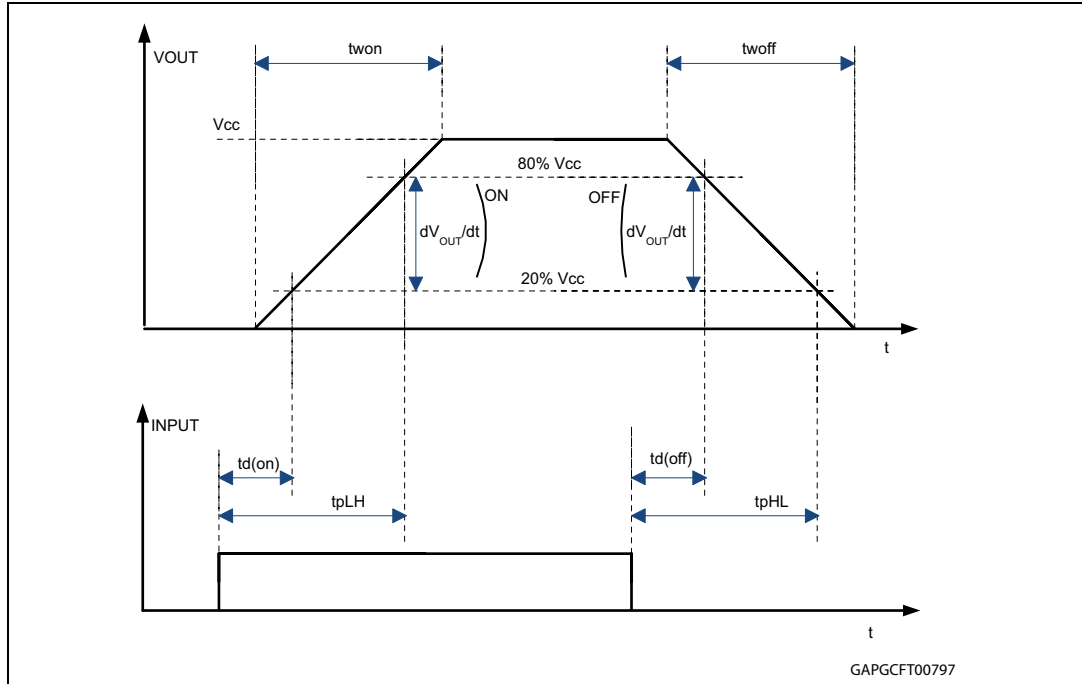 VOUT
twon
twoff
Vcc
80% Vcc
ON
OFF
dVOUT/dt
dVOUT/dt
20% Vcc
t
INPUT
td(on)
td(off)
tpLH
tpHL
t
GAPGCFT00797